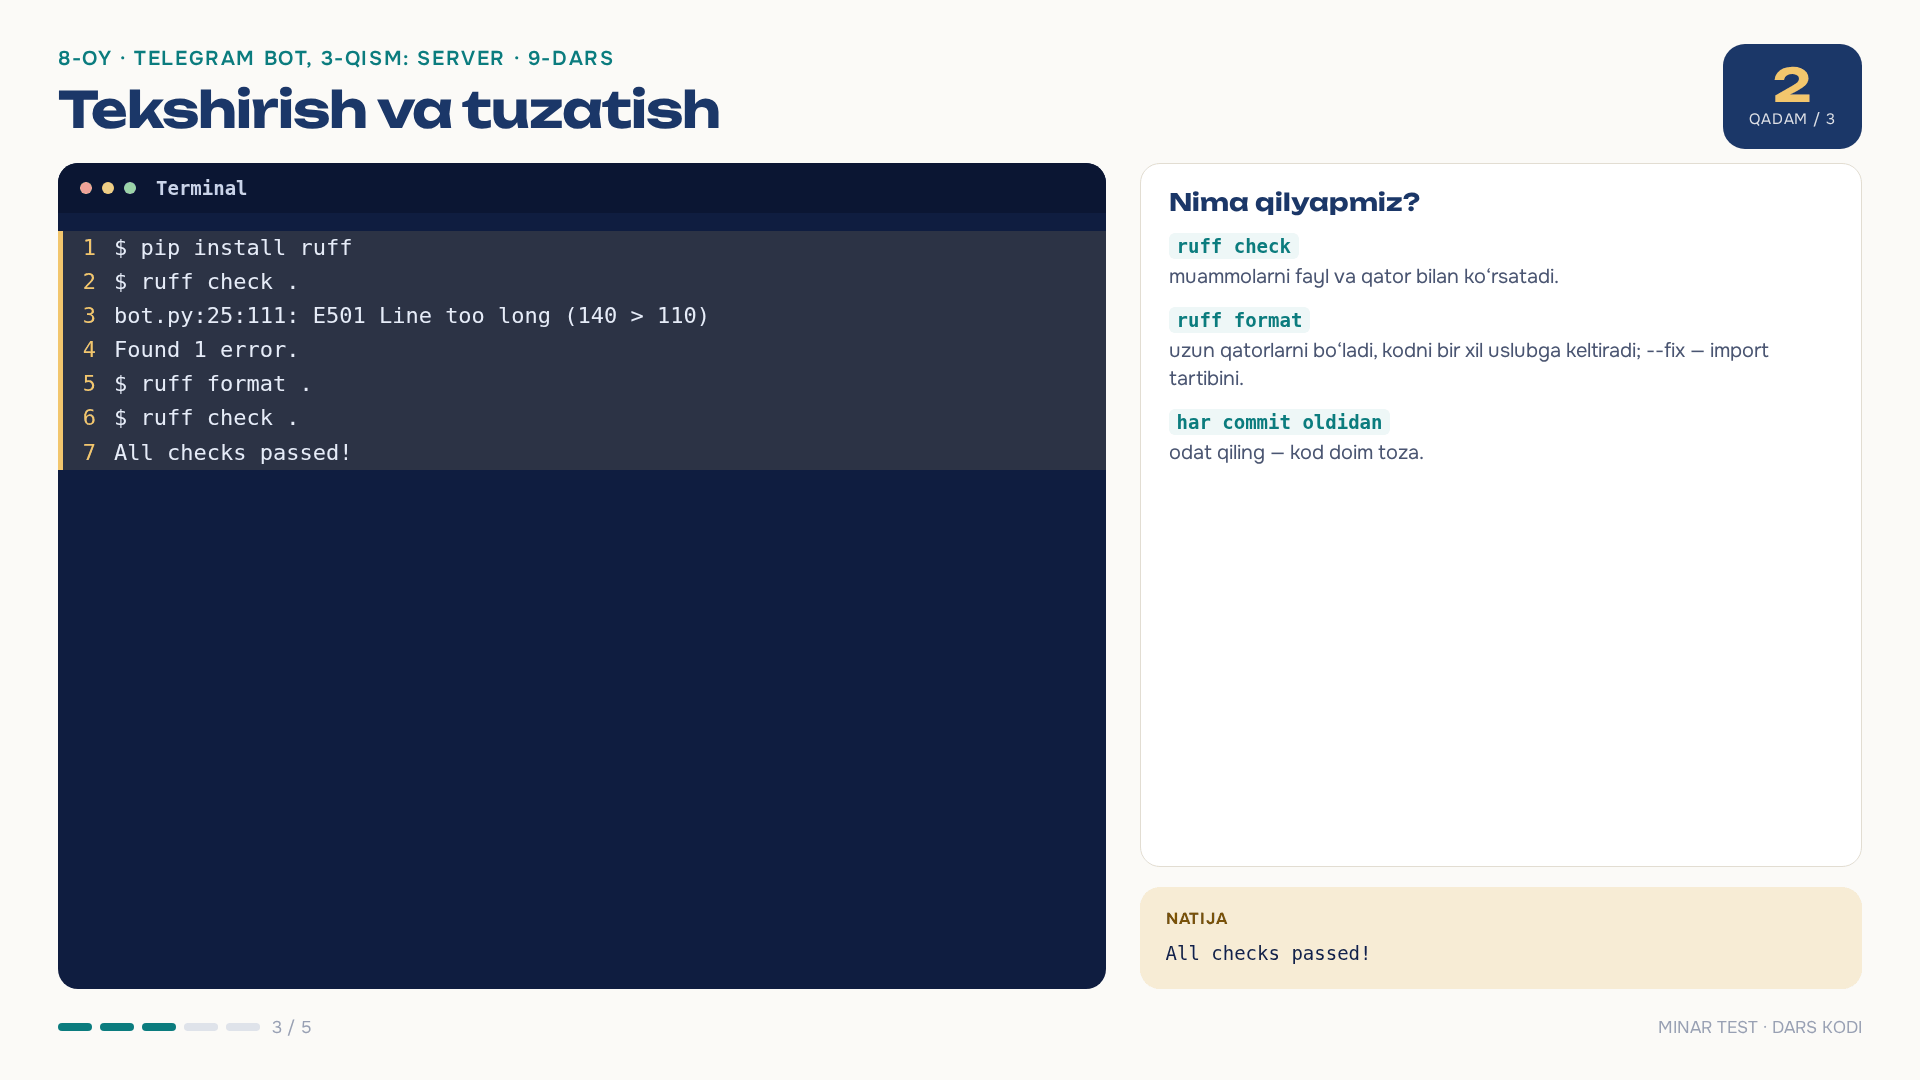 8-OY · TELEGRAM BOT, 3-QISM: SERVER · 9-DARS
Tekshirish va tuzatish
2
QADAM / 3
Terminal
1 $ pip install ruff
2 $ ruff check .
3 bot.py:25:111: E501 Line too long (140 > 110)
4 Found 1 error.
5 $ ruff format .
6 $ ruff check .
7 All checks passed!
Nima qilyapmiz?
ruff check
muammolarni fayl va qator bilan ko‘rsatadi.
ruff format
uzun qatorlarni bo‘ladi, kodni bir xil uslubga keltiradi; --fix — import
tartibini.
har commit oldidan
odat qiling — kod doim toza.
NATIJA
All checks passed!
3 / 5
MINAR TEST · DARS KODI